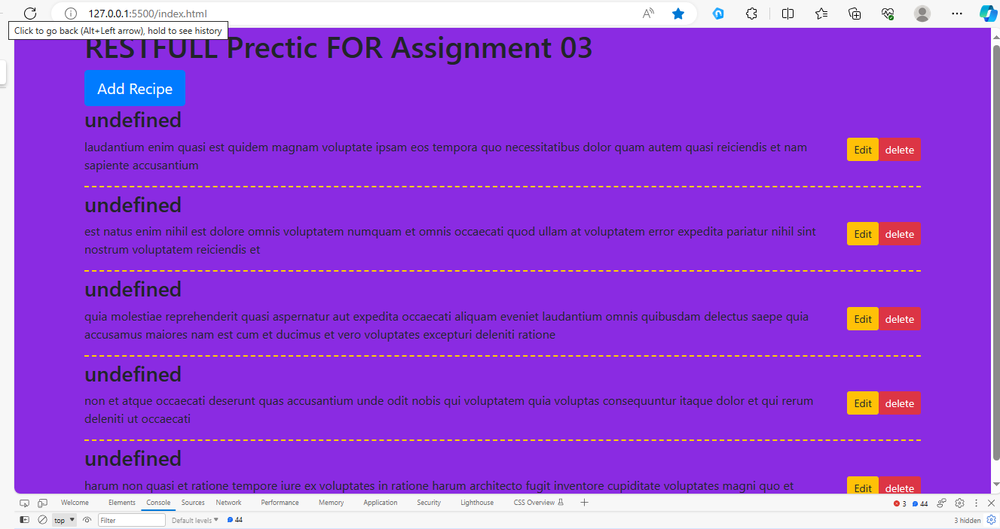 127.0.0.1:5500/index.html
Click to go back (Alt+Left arrow), hold to see history
RESTFULL Prectic FOR Assignment 03
Add Recipe
undefined
laudantium enim quasi est quidem magnam voluptate ipsam eos tempora quo necessitatibus dolor quam autem quasi reiciendis et nam
sapiente accusantium
Edit delete
undefined
est natus enim nihil est dolore omnis voluptatem numquam et omnis occaecati quod ullam at voluptatem error expedita pariatur nihil sint
nostrum voluptatem reiciendis et
Edit delete
undefined
quia molestiae reprehenderit quasi aspernatur aut expedita occaecati aliquam eveniet laudantium omnis quibusdam delectus saepe quia
accusamus maiores nam est cum et ducimus et vero voluptates excepturi deleniti ratione
Edit delete
undefined
non et atque occaecati deserunt quas accusantium unde odit nobis qui voluptatem quia voluptas consequuntur itaque dolor et qui rerum
deleniti ut occaecati
Edit delete
undefined
harum non quasi et ratione tempore iure ex voluptates in ratione harum architecto fugit inventore cupiditate voluptates magni quo et
Edit delete
Welcome Elements Console Sources Network Performance Memory Application Security Lighthouse CSS Overview 3 44
top Filter Default levels 44 3 hidden